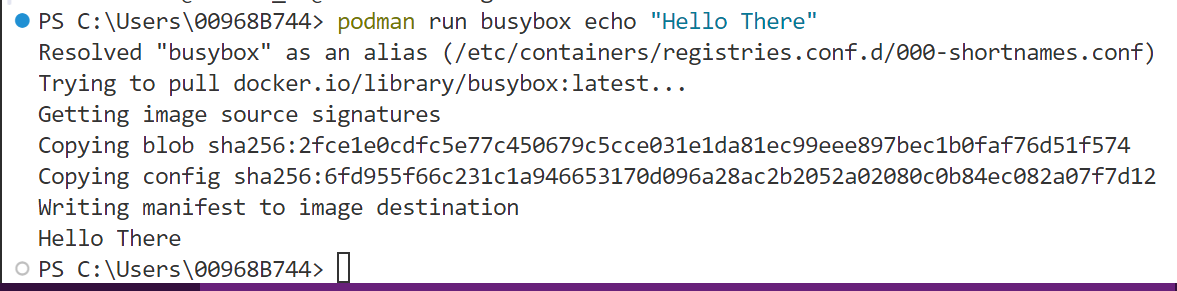 PS C:\Users\00968B744> podman run busybox echo "Hello There"
Resolved "busybox" as an alias (/etc/containers/registries.conf.d/000-shortnames.conf)
Trying to pull docker.io/library/busybox:latest...
Getting image source signatures
Copying blob sha256:2fce1e0cdfc5e77c450679c5cce031e1da81ec99eee897bec1b0faf76d51f574
Copying config sha256:6fd955f66c231c1a946653170d096a28ac2b2052a02080c0b84ec082a07f7d12
Writing manifest to image destination
Hello There
PS C:\Users\00968B744>